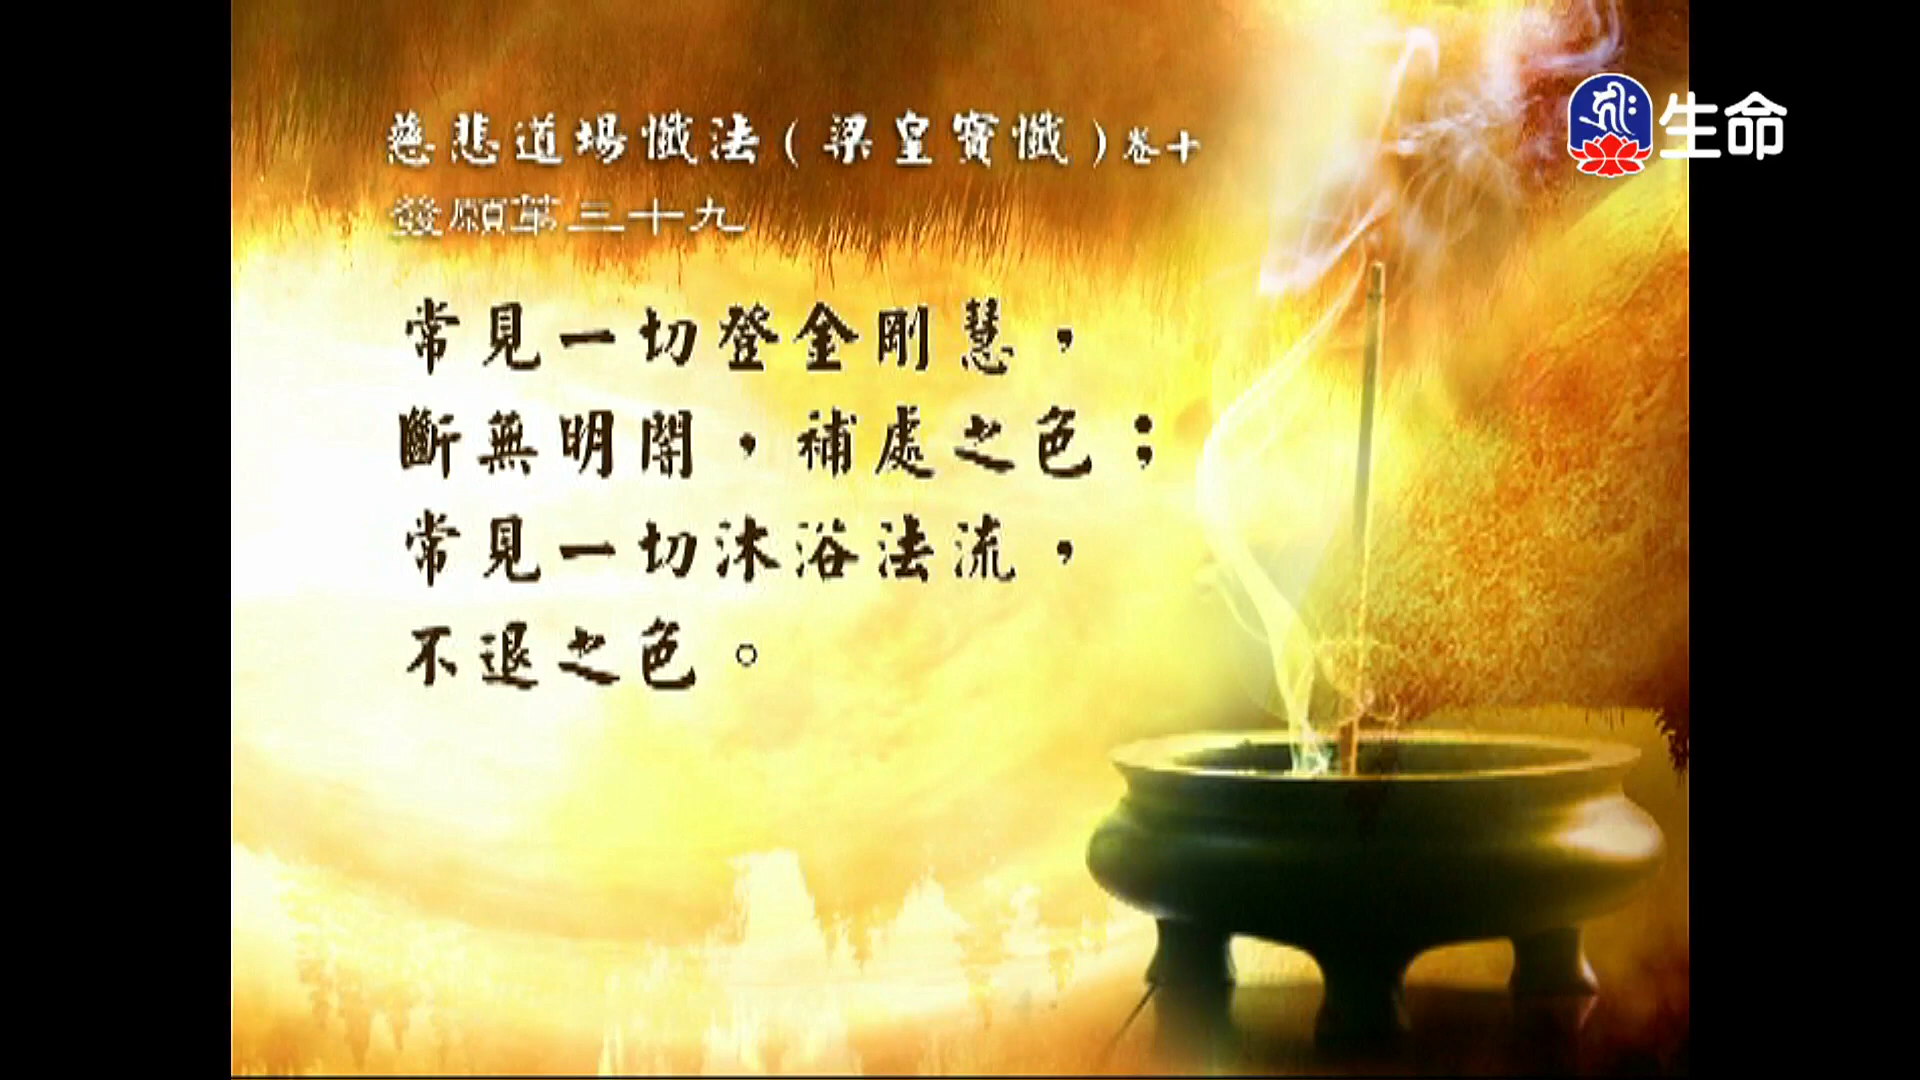 慈悲道場懺法(梁皇寶懺)卷十
發願第三十九
常見一切登金剛慧，
斷無明闇，補處之色；
常見一切沐浴法流，
不退之色。
生命